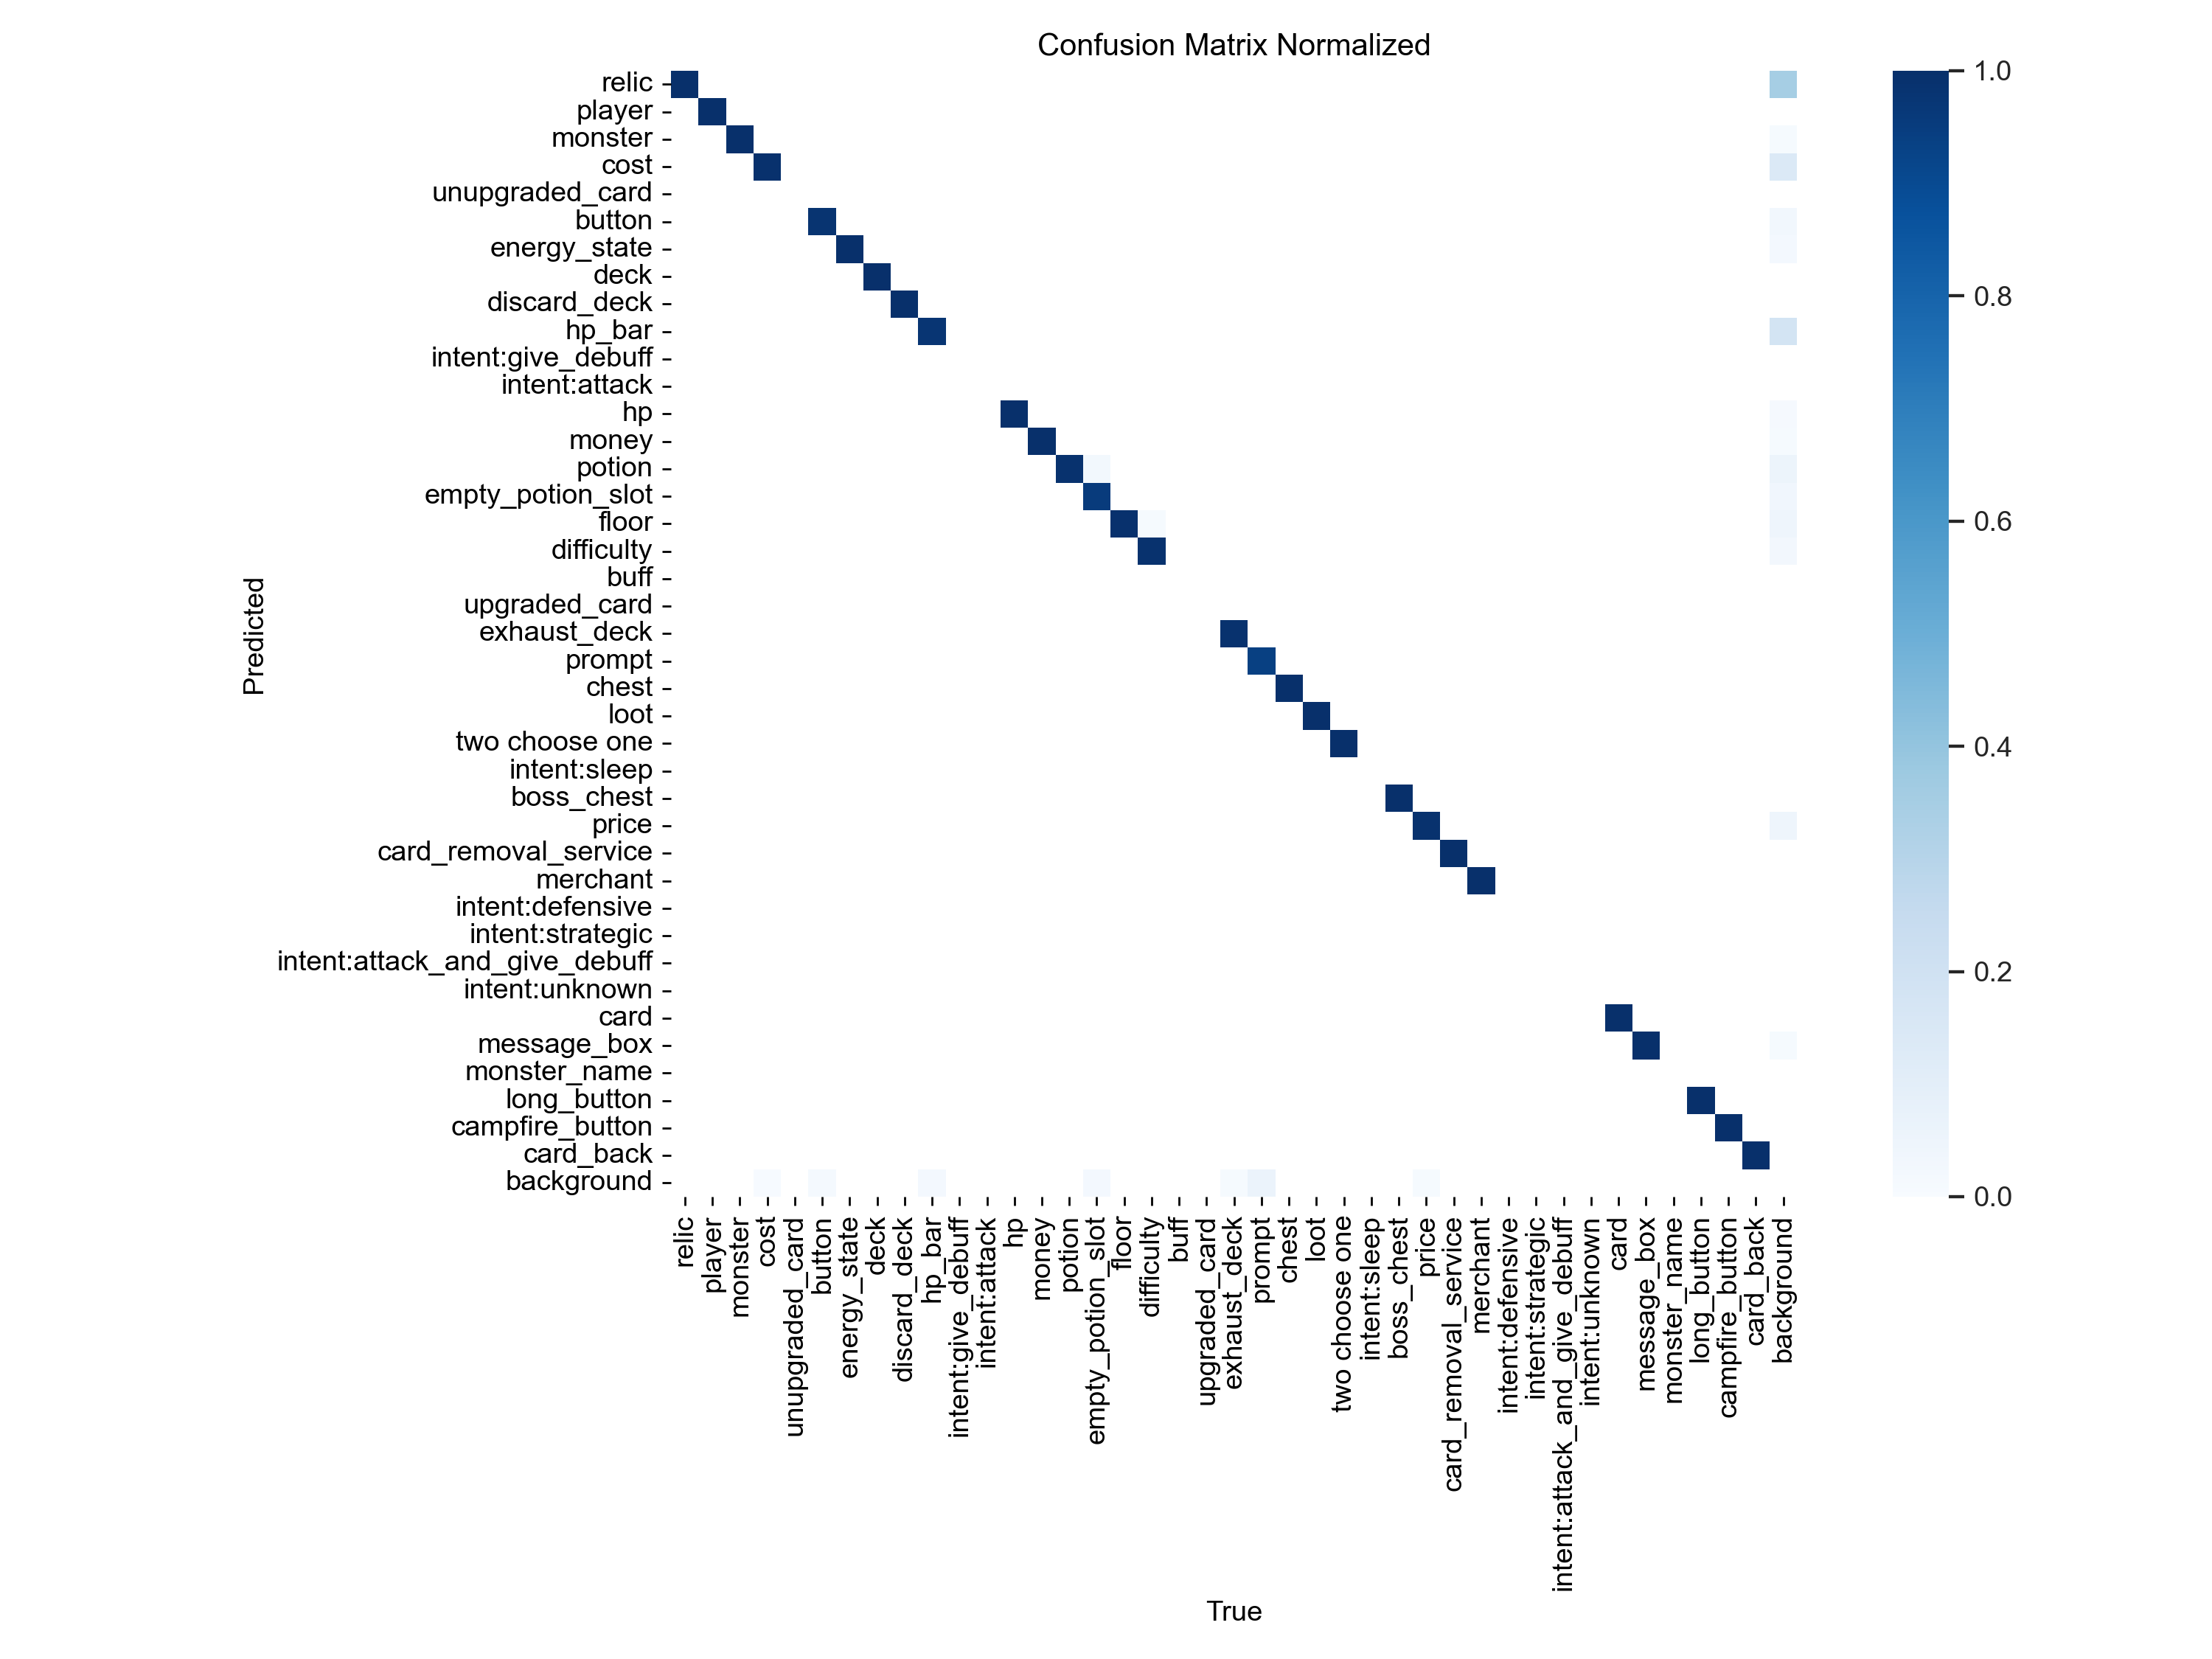 Confusion Matrix Normalized
relic
player
monster
cost
unupgraded_card
button
energy_state
deck
discard_deck
hp_bar
intent:give_debuff
intent:attack
hp
money
potion
empty_potion_slot
floor
difficulty
buff
upgraded_card
exhaust_deck
prompt
chest
loot
two choose one
intent:sleep
boss_chest
price
card_removal_service
merchant
intent:defensive
intent:strategic
intent:attack_and_give_debuff
intent:unknown
card
message_box
monster_name
long_button
campfire_button
card_back
background
Predicted
relic
player
monster
cost
unupgraded_card
button
energy_state
deck
discard_deck
hp_bar
intent:give_debuff
intent:attack
hp
money
potion
empty_potion_slot
floor
difficulty
buff
upgraded_card
exhaust_deck
prompt
chest
loot
two choose one
intent:sleep
boss_chest
price
card_removal_service
merchant
intent:defensive
intent:strategic
intent:attack_and_give_debuff
intent:unknown
card
message_box
monster_name
long_button
campfire_button
card_back
background
True
1.0
0.8
0.6
0.4
0.2
0.0